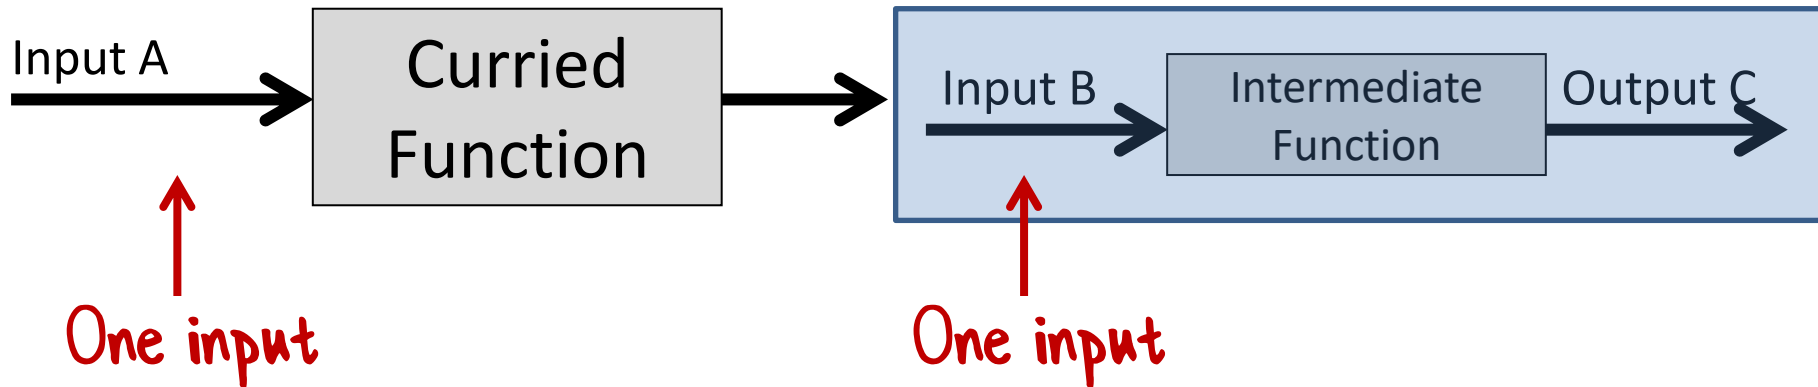 Input A
Curried
Function
Input B
Intermediate
Function
Output C
One input
One input